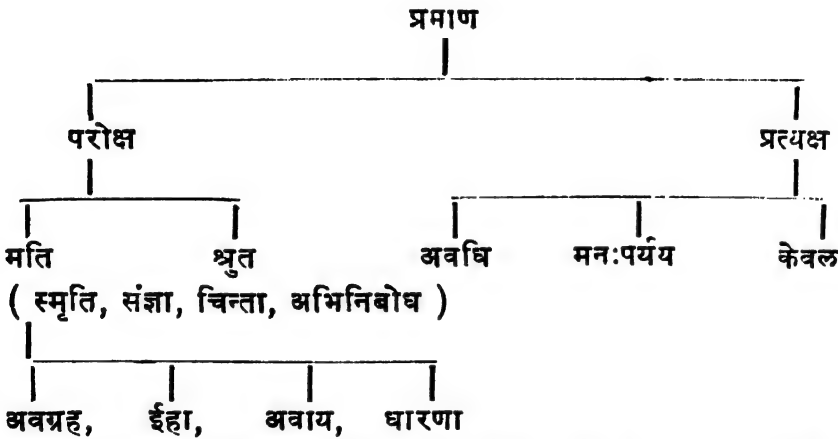 प्रमाण
परोक्ष प्रत्यक्ष
मति श्रुत अवधि मनःपर्यय केवल
( स्मृति, संज्ञा, चिन्ता, अभिनिबोध )
अवग्रह, ईहा, अवाय, धारणा